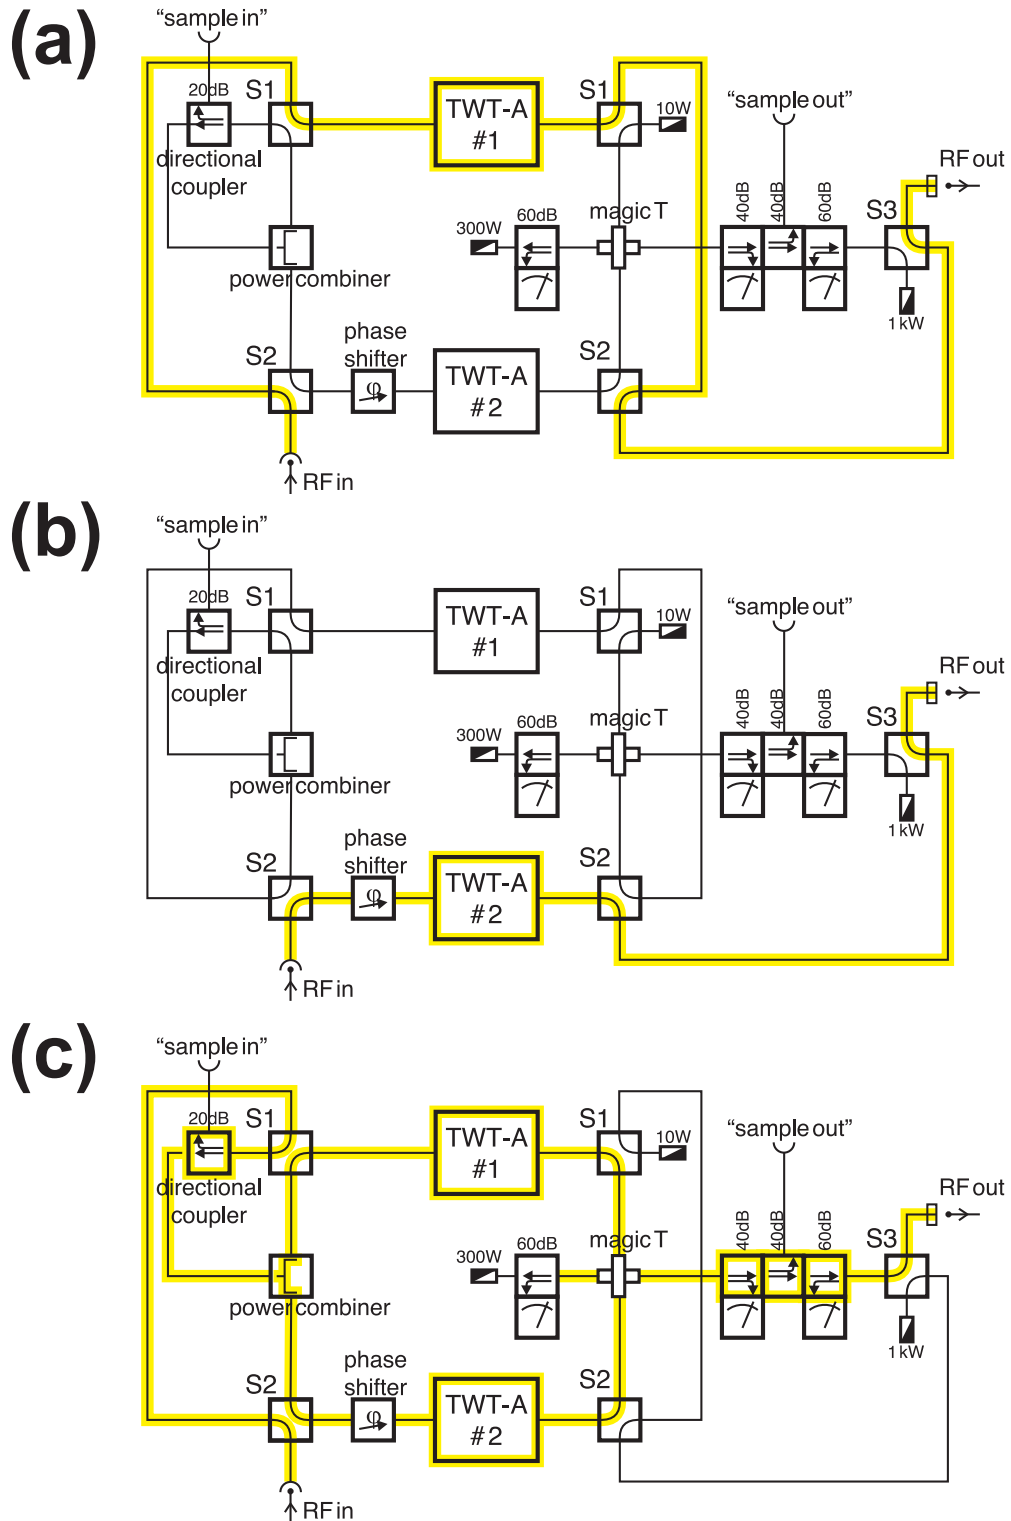 (a)
"sample in"
20dB
S1
TWT-A
#1
S1
10W
"sample out"
RF out
directional
coupler
300W
60dB
magic T
40dB
40dB
60dB
S3
power combiner
1 kW
S2
phase
shifter
φ
TWT-A
#2
S2
RF in
(b)
"sample in"
20dB
S1
TWT-A
#1
S1
10W
"sample out"
RF out
directional
coupler
300W
60dB
magic T
40dB
40dB
60dB
S3
power combiner
1 kW
S2
phase
shifter
φ
TWT-A
#2
S2
RF in
(c)
"sample in"
20dB
S1
TWT-A
#1
S1
10W
"sample out"
RF out
directional
coupler
300W
60dB
magic T
40dB
40dB
60dB
S3
power combiner
1 kW
S2
phase
shifter
φ
TWT-A
#2
S2
RF in